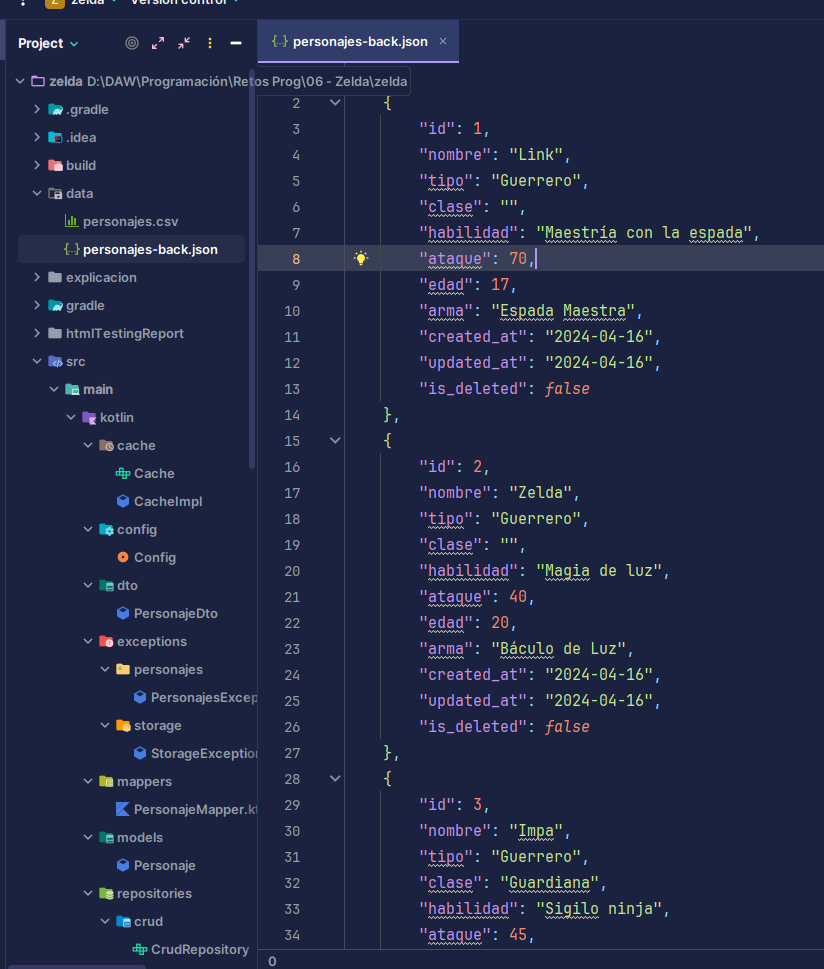 Z zelda Version control
Project
personajes-back.json
zelda D:\DAW\Programación\Retos Prog\06 - Zelda\zelda
.gradle
.idea
build
data
personajes.csv
personajes-back.json
explicacion
gradle
htmlTestingReport
src
main
kotlin
cache
Cache
CacheImpl
config
Config
dto
PersonajeDto
exceptions
personajes
PersonajesExcep
storage
StorageException
mappers
PersonajeMapper.kt
models
Personaje
repositories
crud
CrudRepository
2 {
3 "id": 1,
4 "nombre": "Link",
5 "tipo": "Guerrero",
6 "clase": "",
7 "habilidad": "Maestría con la espada",
8 "ataque": 70,
9 "edad": 17,
10 "arma": "Espada Maestra",
11 "created_at": "2024-04-16",
12 "updated_at": "2024-04-16",
13 "is_deleted": false
14 },
15 {
16 "id": 2,
17 "nombre": "Zelda",
18 "tipo": "Guerrero",
19 "clase": "",
20 "habilidad": "Magia de luz",
21 "ataque": 40,
22 "edad": 20,
23 "arma": "Báculo de Luz",
24 "created_at": "2024-04-16",
25 "updated_at": "2024-04-16",
26 "is_deleted": false
27 },
28 {
29 "id": 3,
30 "nombre": "Impa",
31 "tipo": "Guerrero",
32 "clase": "Guardiana",
33 "habilidad": "Sigilo ninja",
34 "ataque": 45,
0